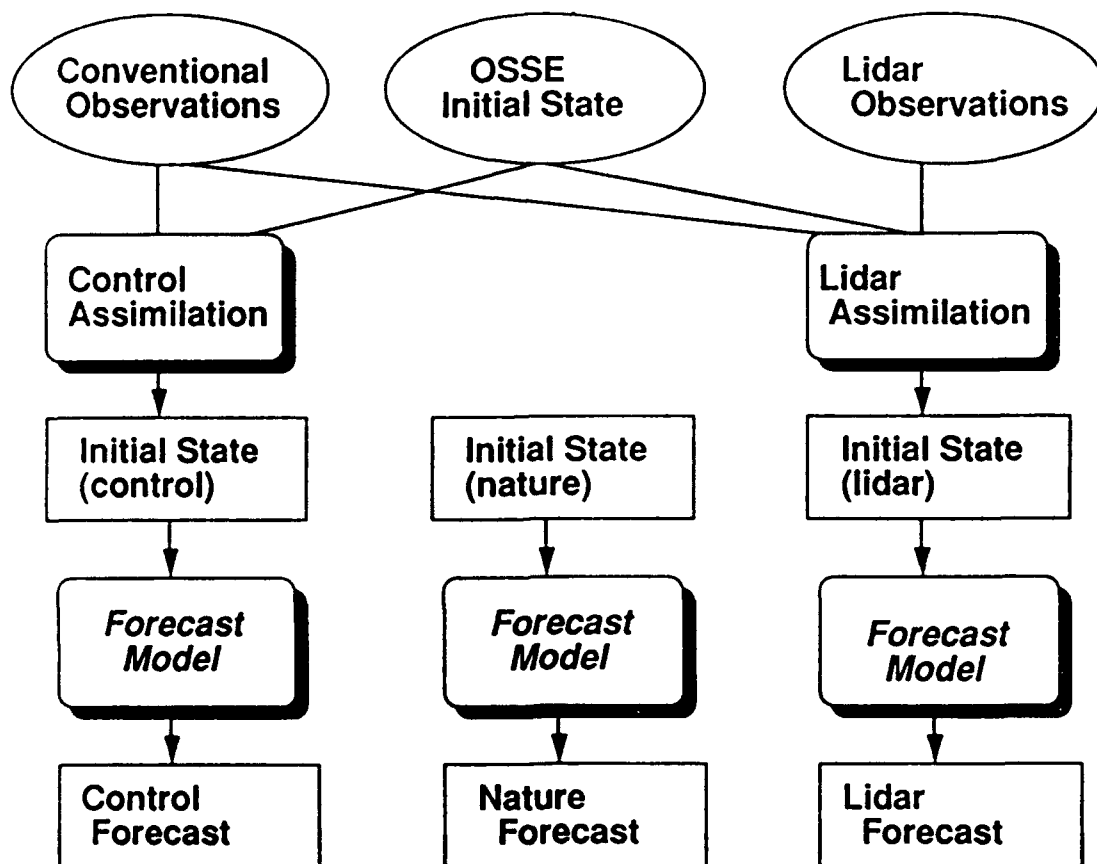 Conventional
Observations
OSSE
Initial State
Lidar
Observations
Control
Assimilation
Lidar
Assimilation
Initial State
(control)
Initial State
(nature)
Initial State
(lidar)
Forecast
Model
Forecast
Model
Forecast
Model
Control
Forecast
Nature
Forecast
Lidar
Forecast